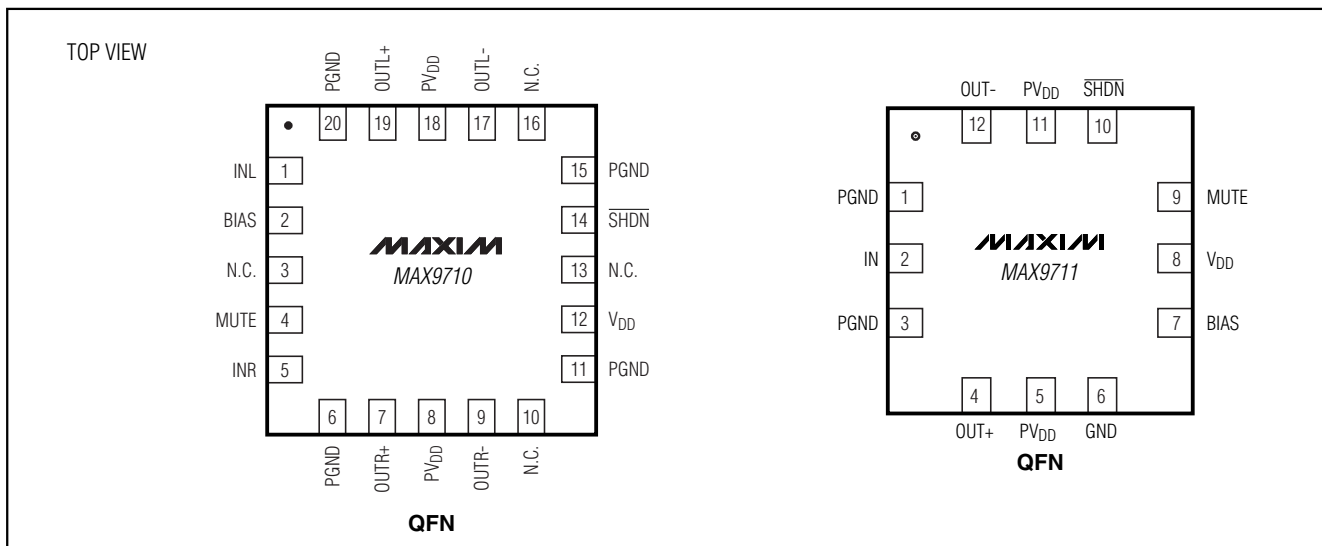 TOP VIEW
PGND OUTL+ PVDD OUTL- N.C.
20 19 18 17 16
INL 1
BIAS 2
N.C. 3
MUTE 4
INR 5
15 PGND
14 SHDN
13 N.C.
12 VDD
11 PGND
MAXIM
MAX9710
6 7 8 9 10
PGND OUTR+ PVDD OUTR- N.C.
QFN
OUT- PVDD SHDN
12 11 10
PGND 1
IN 2
PGND 3
9 MUTE
8 VDD
7 BIAS
MAXIM
MAX9711
4 5 6
OUT+ PVDD GND
QFN